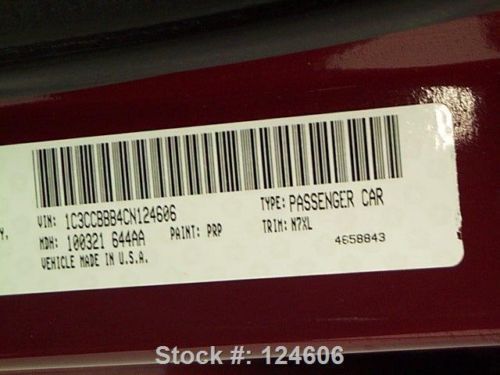 VIN: 1C3CCBBB4CN124606 TYPE: PASSENGER CAR
Y, MDH: 100321 644AA PAINT: PRP TRIM: N7XL
VEHICLE MADE IN U.S.A. 4658843
Stock #: 124606